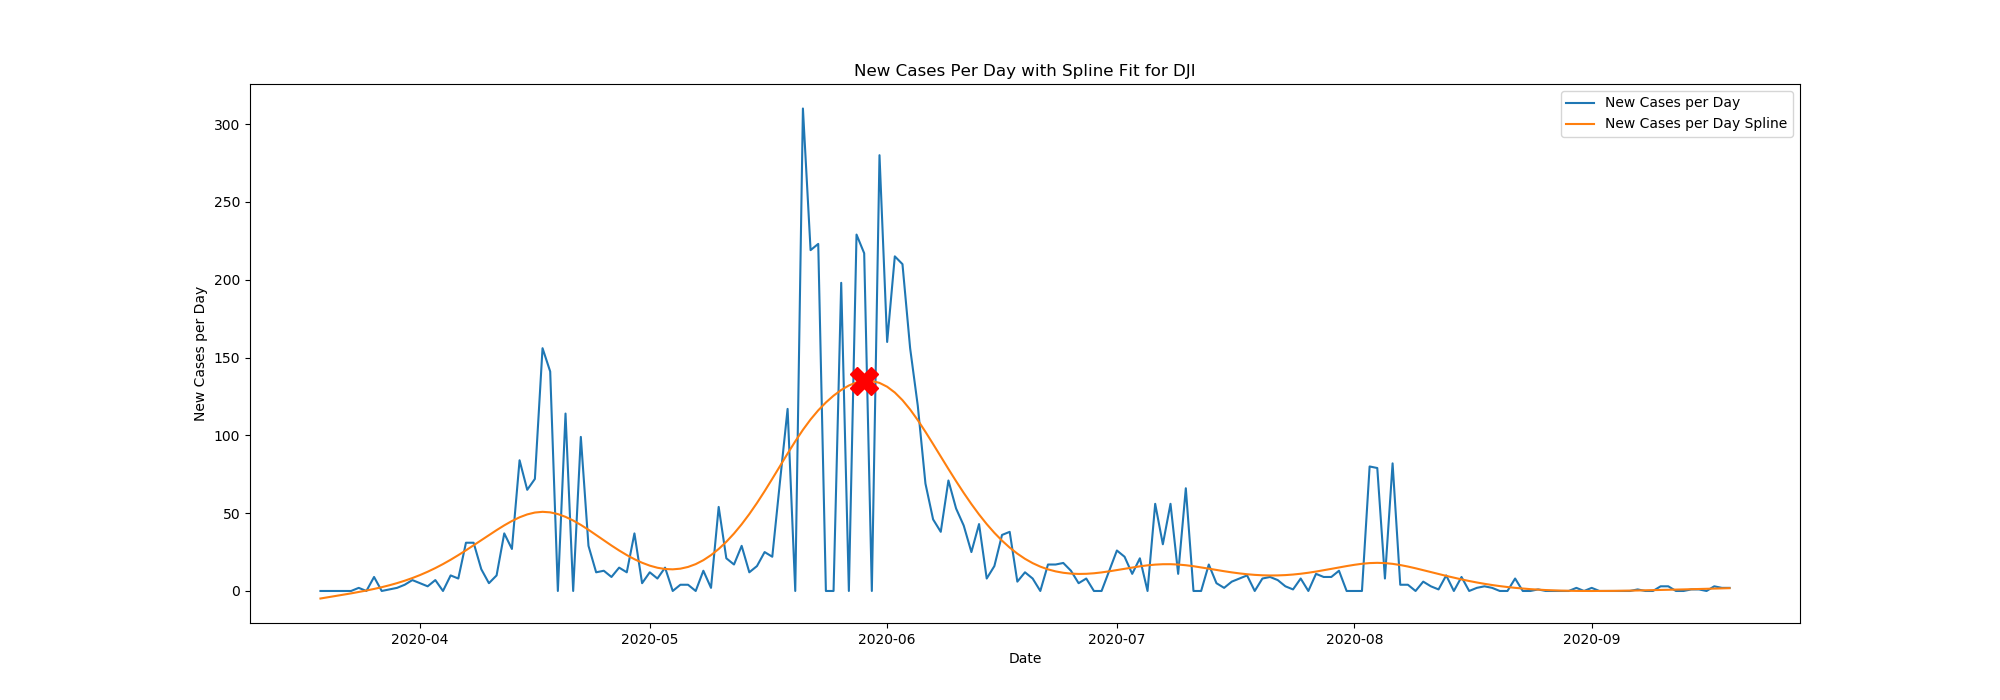 New Cases Per Day with Spline Fit for DJI
New Cases per Day
New Cases per Day Spline
300
250
200
150
100
50
0
New Cases per Day
2020-04 2020-05 2020-06 2020-07 2020-08 2020-09
Date